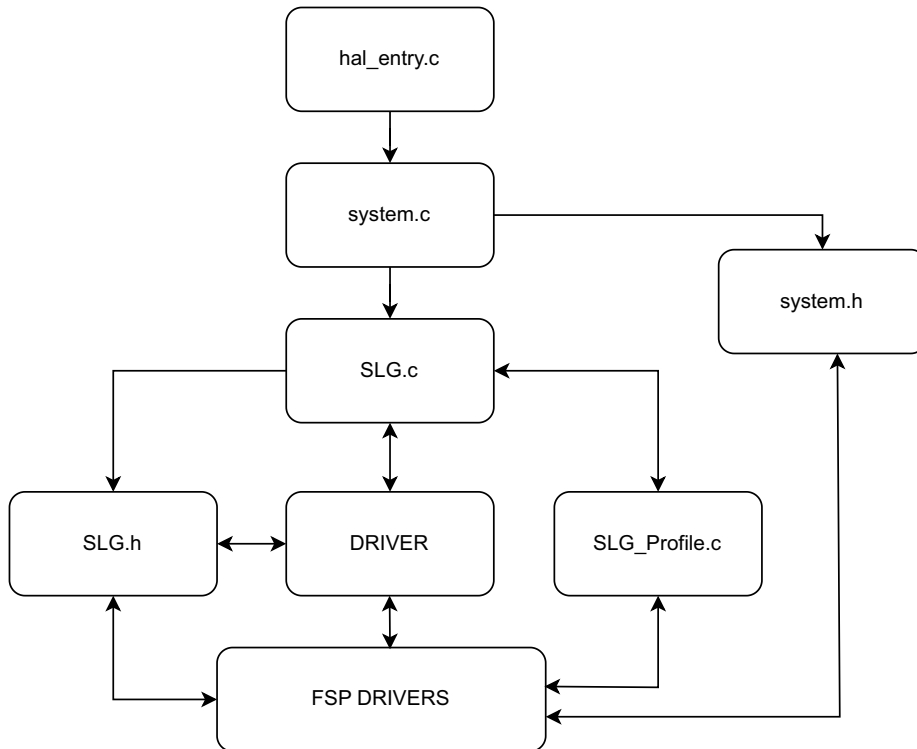 hal_entry.c
system.c
system.h
SLG.c
SLG.h
DRIVER
SLG_Profile.c
FSP DRIVERS